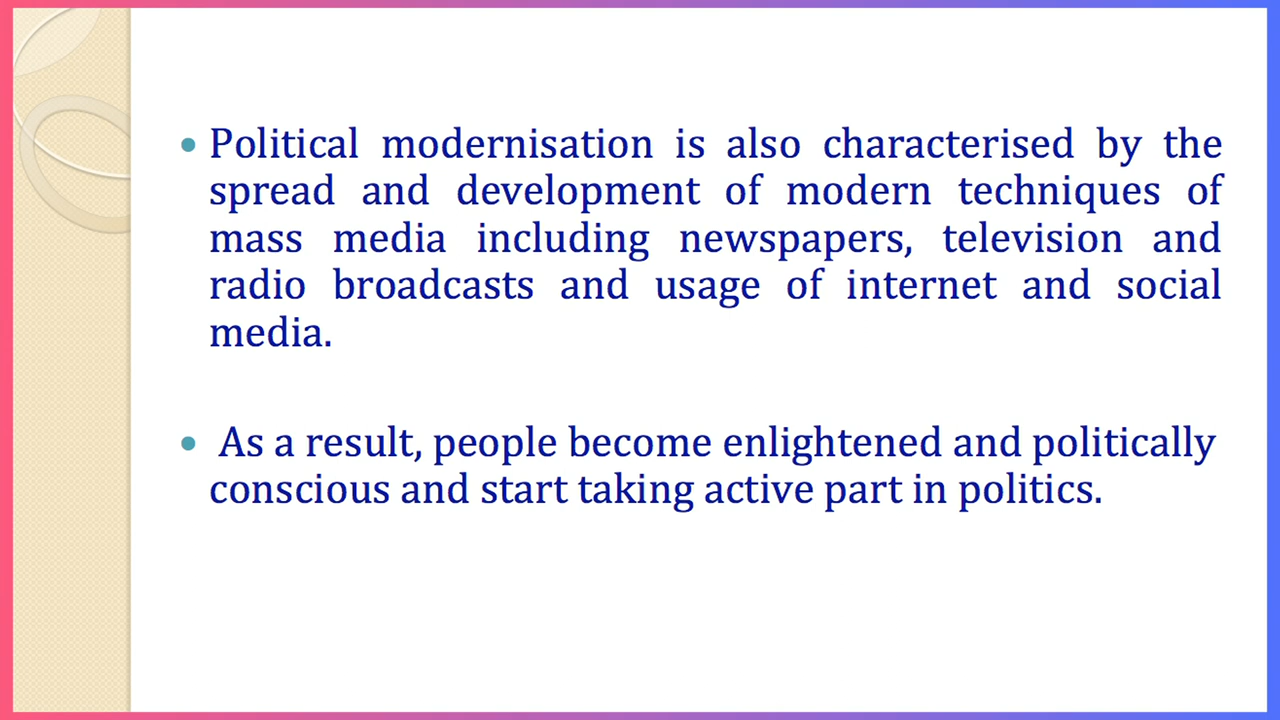 • Political modernisation is also characterised by the
spread and development of modern techniques of
mass media including newspapers, television and
radio broadcasts and usage of internet and social
media.
• As a result, people become enlightened and politically
conscious and start taking active part in politics.